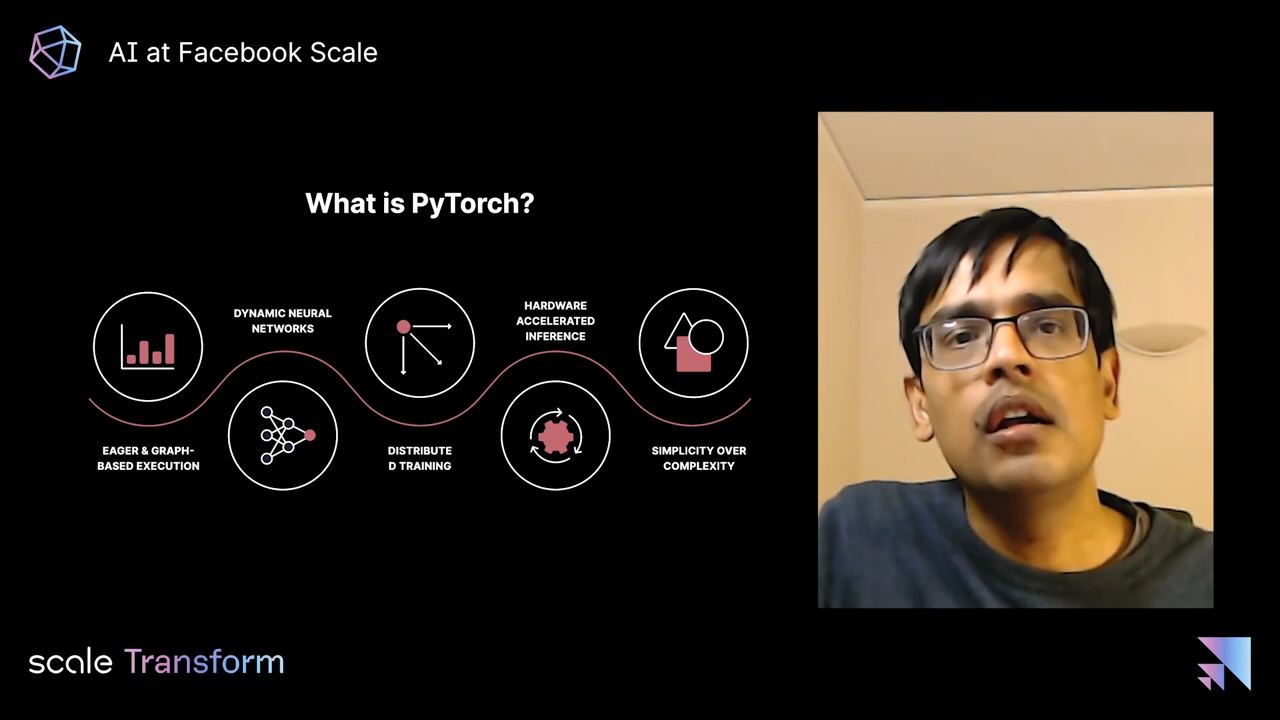 AI at Facebook Scale
What is PyTorch?
EAGER & GRAPH-
BASED EXECUTION
DYNAMIC NEURAL
NETWORKS
DISTRIBUTE
D TRAINING
HARDWARE
ACCELERATED
INFERENCE
SIMPLICITY OVER
COMPLEXITY
scale Transform